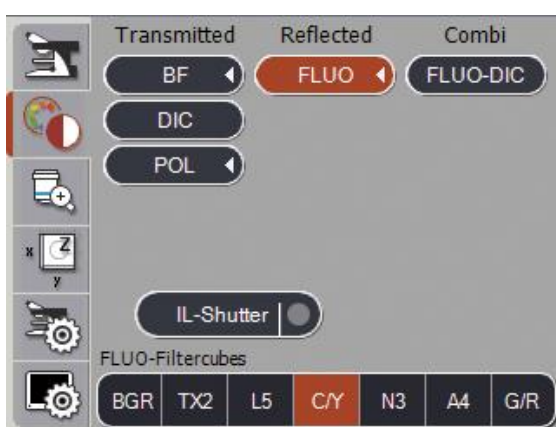 Transmitted Reflected Combi
BF FLUO FLUO-DIC
DIC
POL
x Z
y
IL-Shutter
FLUO-Filtercubes
BGR TX2 L5 C/Y N3 A4 G/R